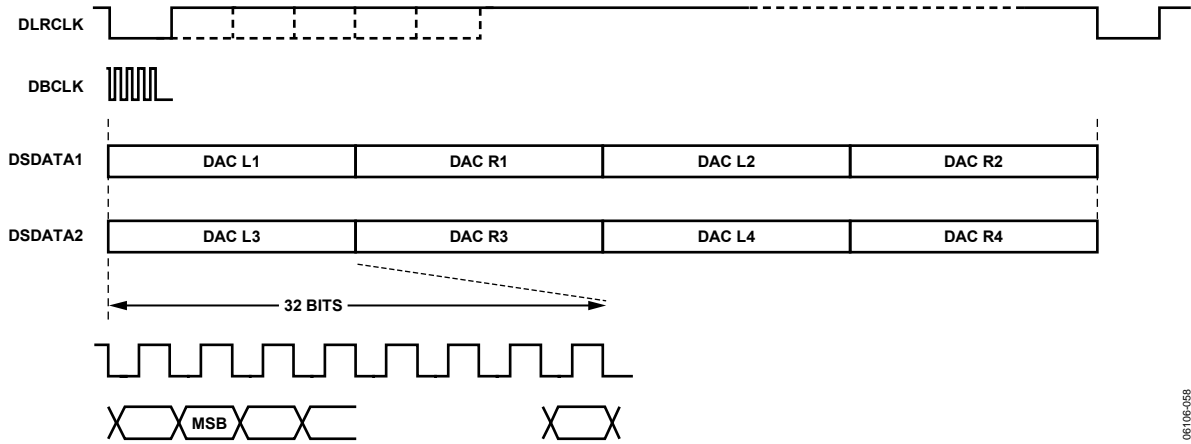 DLRCLK
DBCLK
DSDATA1 DAC L1 DAC R1 DAC L2 DAC R2
DSDATA2 DAC L3 DAC R3 DAC L4 DAC R4
32 BITS
MSB
06106-058